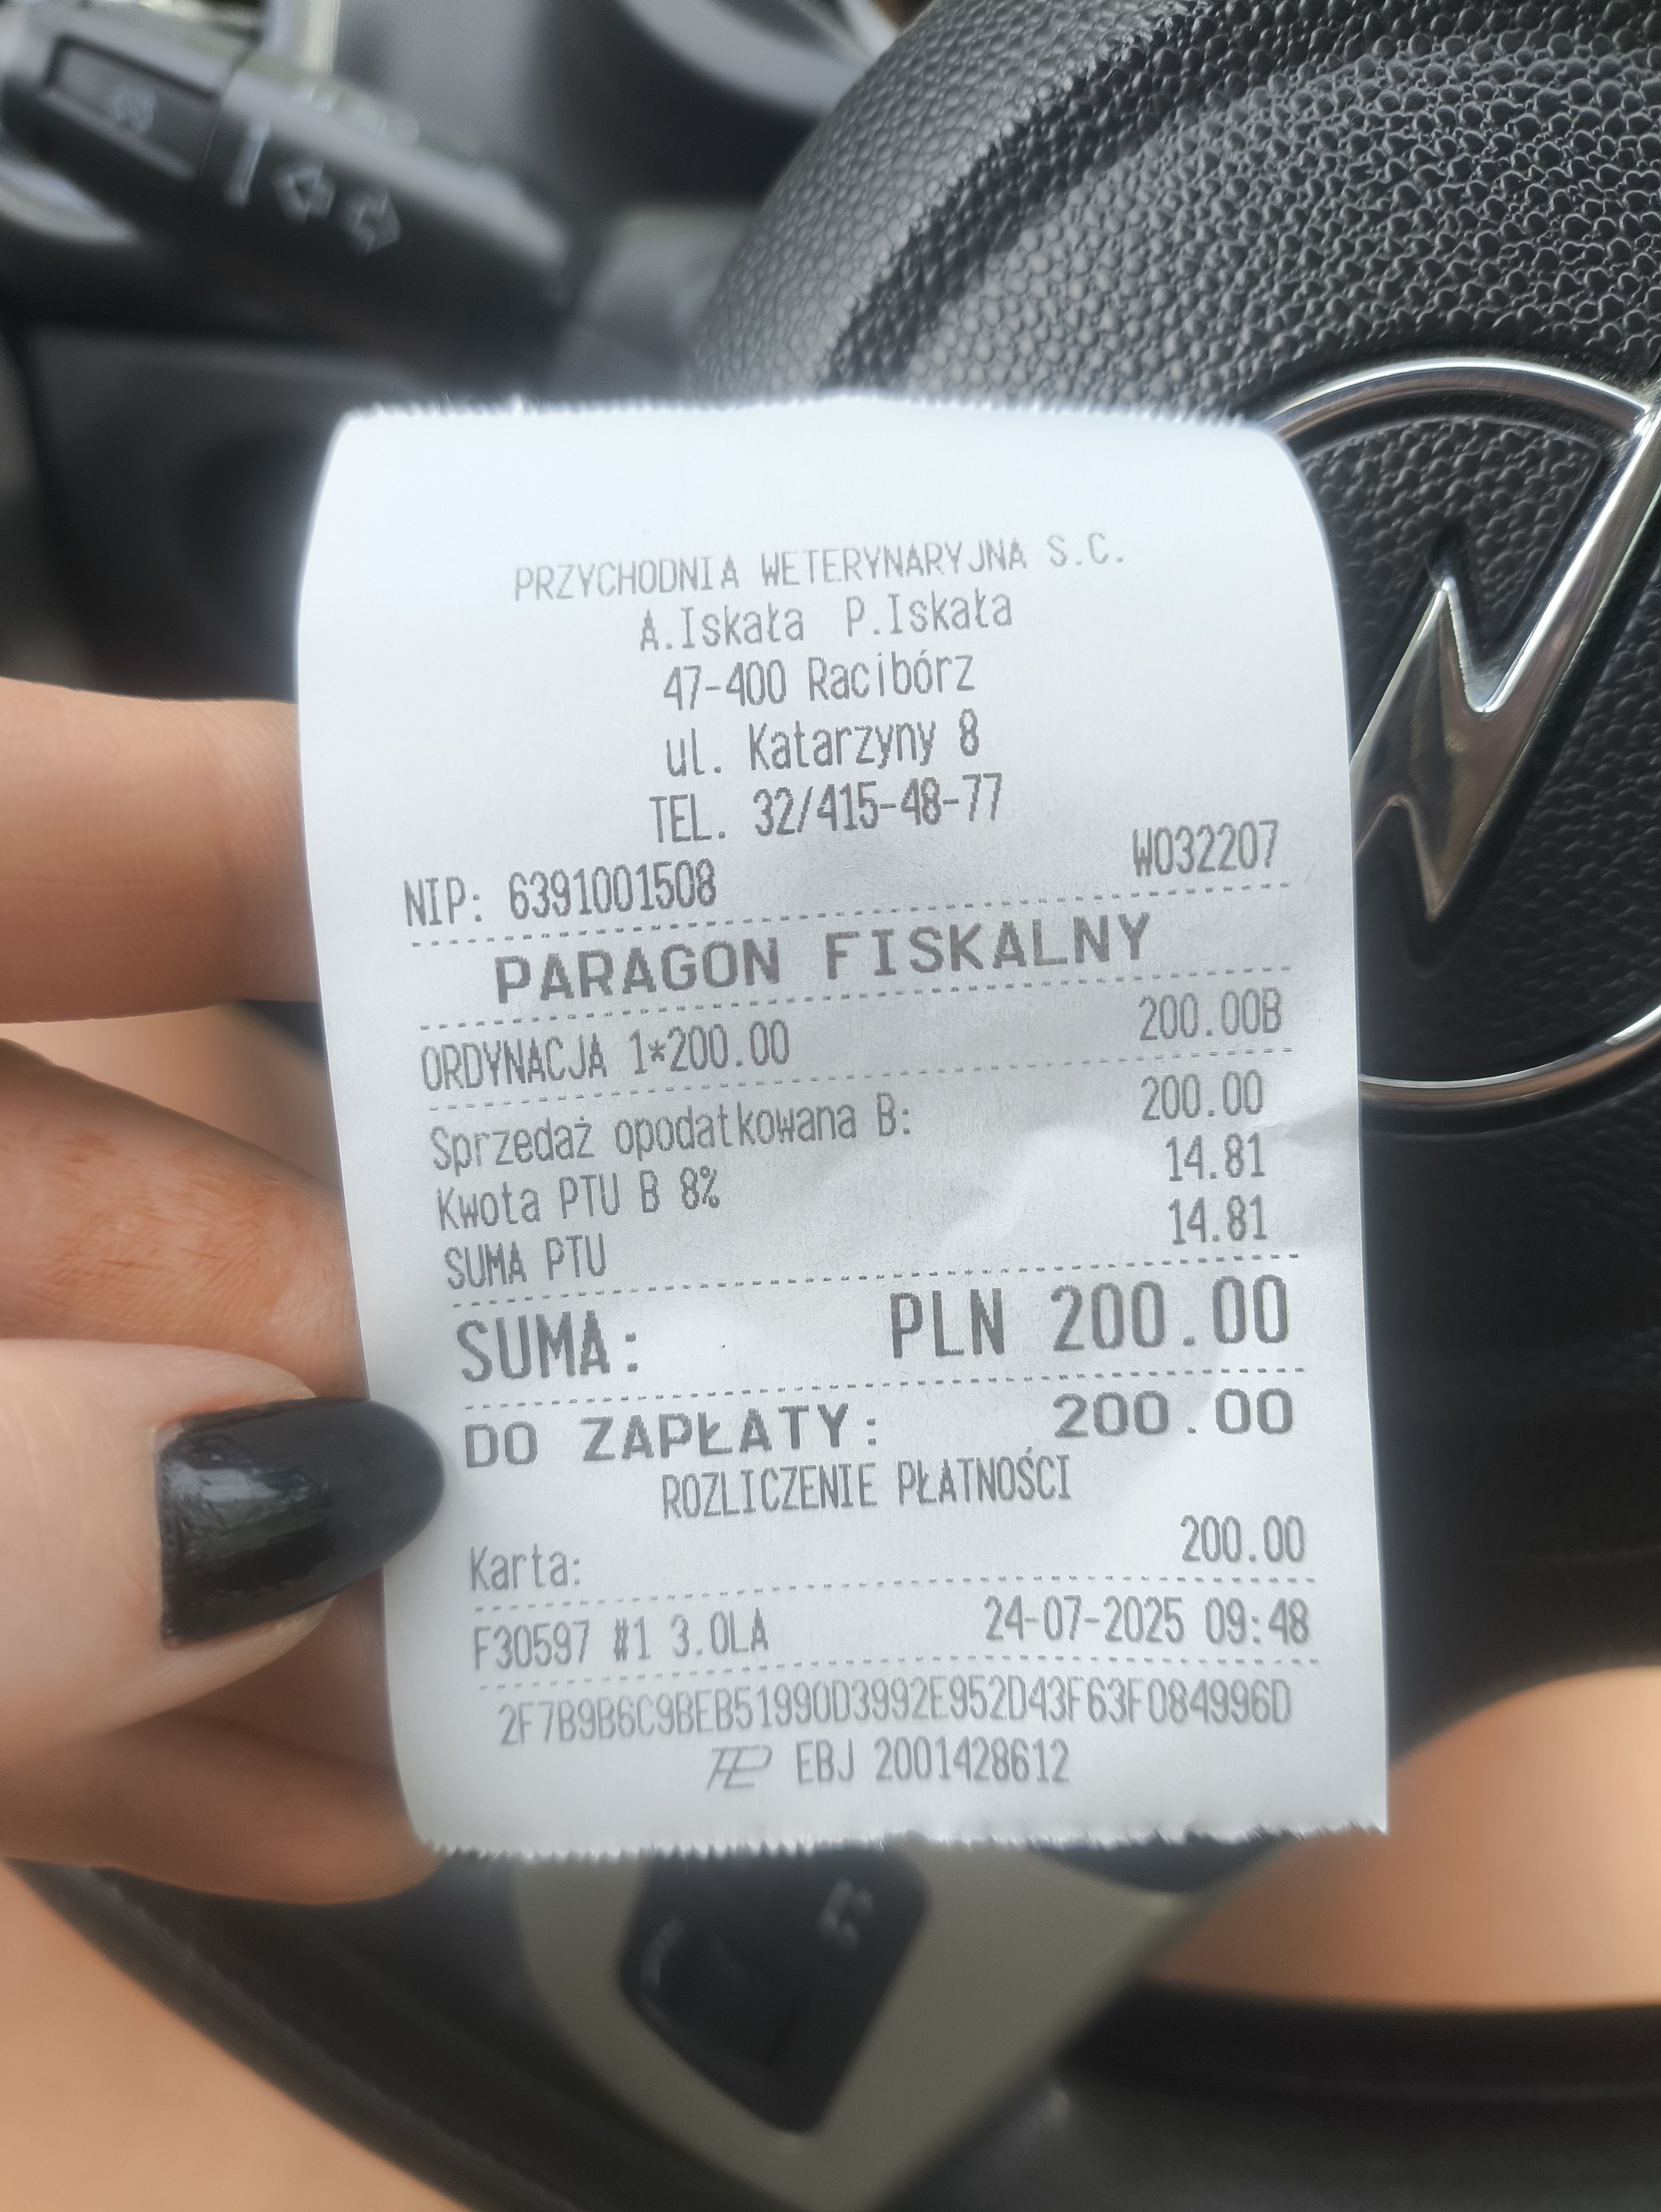 PRZYCHODNIA WETERYNARYJNA S.C.
A.Iskała P.Iskała
47-400 Racibórz
ul. Katarzyny 8
TEL. 32/415-48-77
NIP: 6391001508 W032207
PARAGON FISKALNY
ORDYNACJA 1*200.00 200.00B
Sprzedaż opodatkowana B: 200.00
Kwota PTU B 8% 14.81
SUMA PTU 14.81
SUMA: PLN 200.00
DO ZAPŁATY: 200.00
ROZLICZENIE PŁATNOŚCI
Karta: 200.00
F30597 #1 3.0LA 24-07-2025 09:48
2F7B9B6C9BEB51990D3992E952D43F63F084996D
EBJ 2001428612